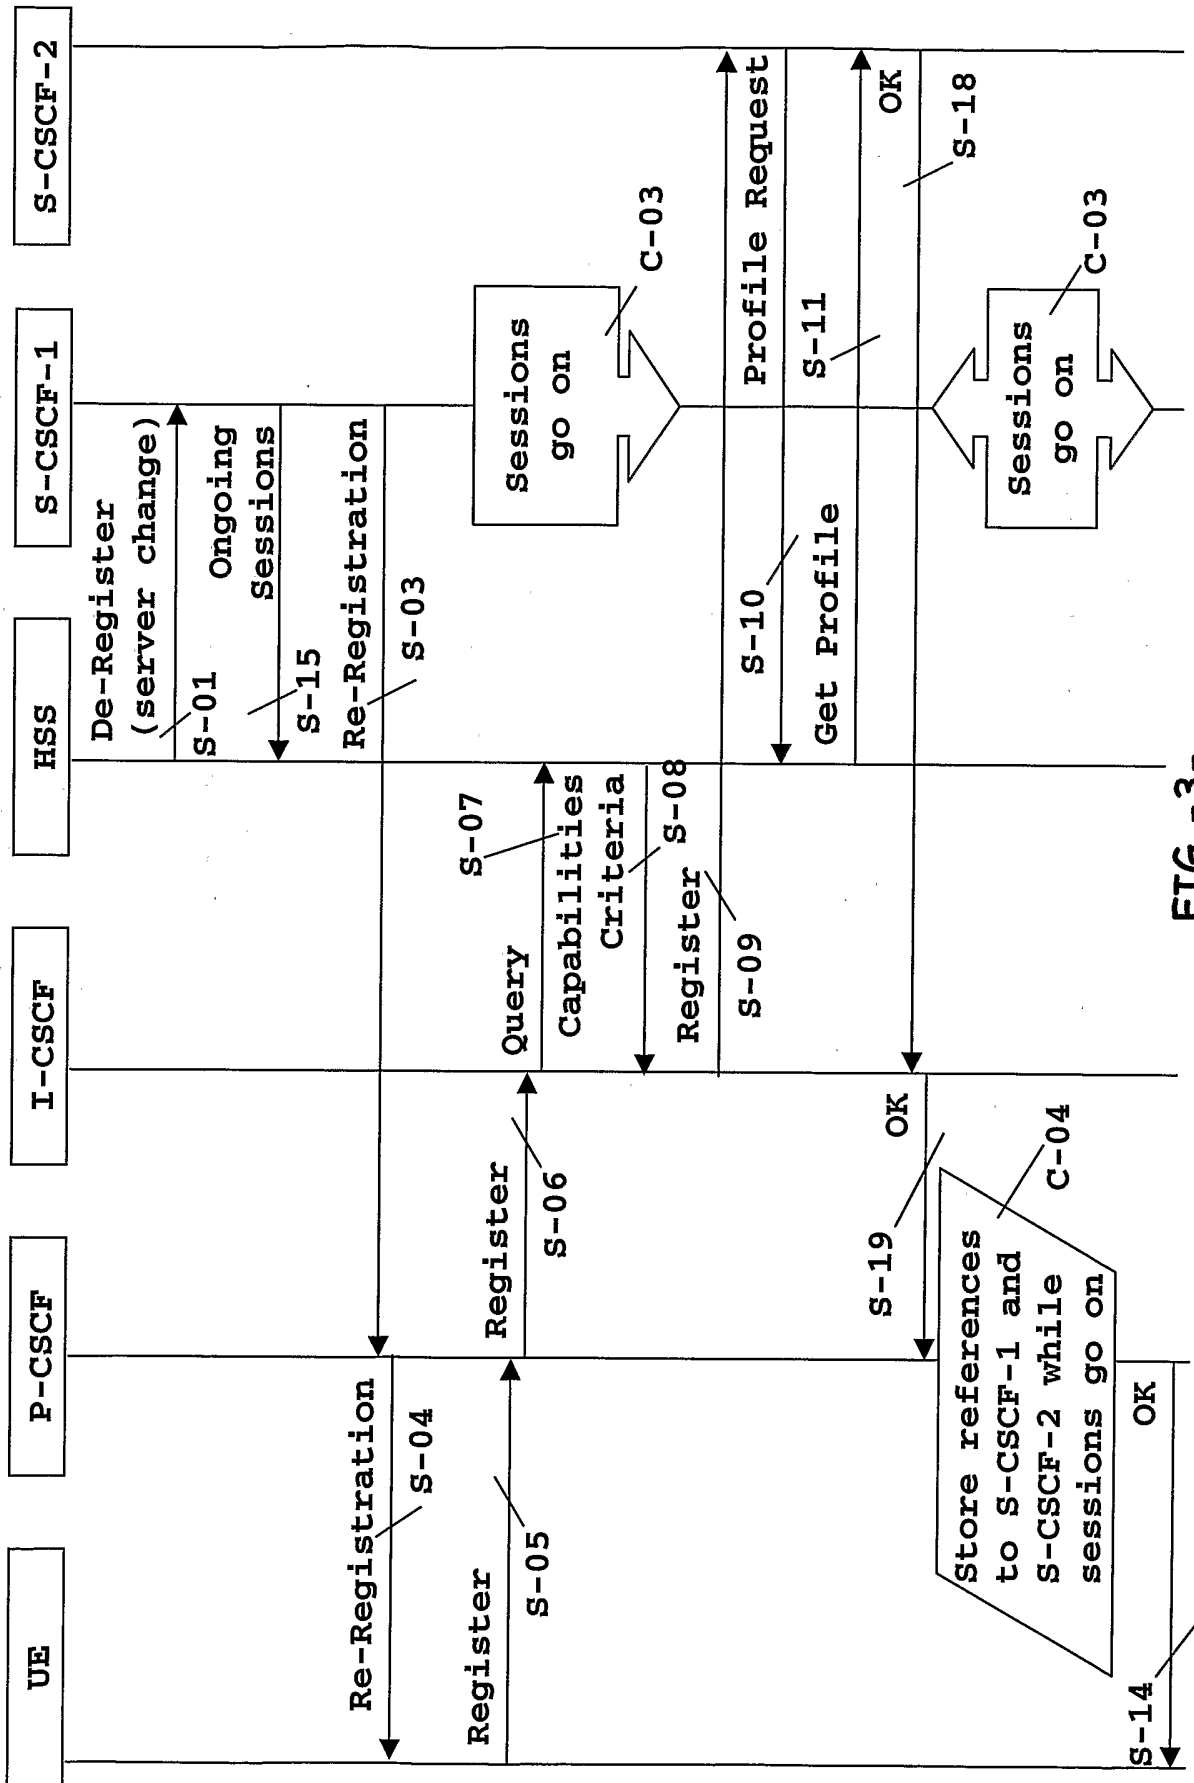 UE
P-CSCF
I-CSCF
HSS
S-CSCF-1
S-CSCF-2
De-Register
(server change)
S-01
Ongoing
Sessions
S-15
Re-Registration
S-03
Re-Registration
S-04
Register
S-05
Register
S-06
Query
S-07
Capabilities
Criteria
S-08
Sessions
go on
C-03
Register
S-09
Profile Request
S-10
Get Profile
S-11
OK
S-18
OK
S-19
Store references
to S-CSCF-1 and
S-CSCF-2 while
sessions go on
C-04
Sessions
go on
C-03
OK
S-14